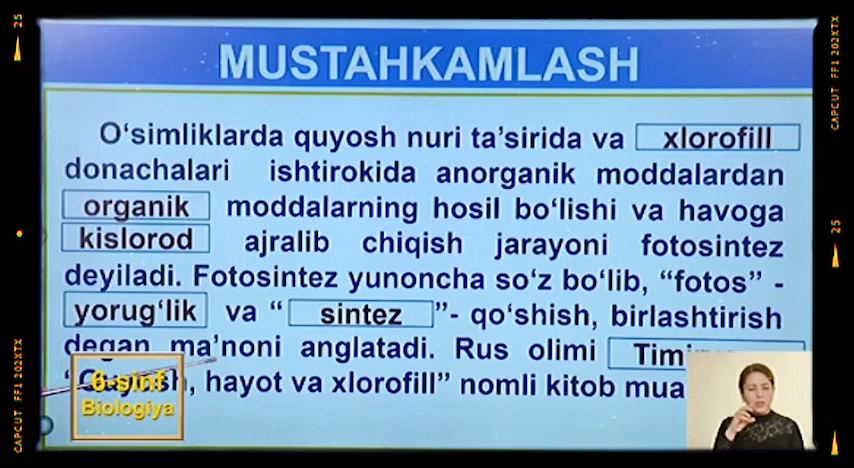 MUSTAHKAMLASH
O‘simliklarda quyosh nuri ta’sirida va xlorofill
donachalari ishtirokida anorganik moddalardan
organik moddalarning hosil bo‘lishi va havoga
kislorod ajralib chiqish jarayoni fotosintez
deyiladi. Fotosintez yunoncha so‘z bo‘lib, “fotos” -
yorug‘lik va “ sintez ”- qo‘shish, birlashtirish
degan ma’noni anglatadi. Rus olimi
hayot va xlorofill” nomli kitob
6-sinf
Biologiya
25
25
CAPCUT FF1 202XTX
CAPCUT FF1 202XTX